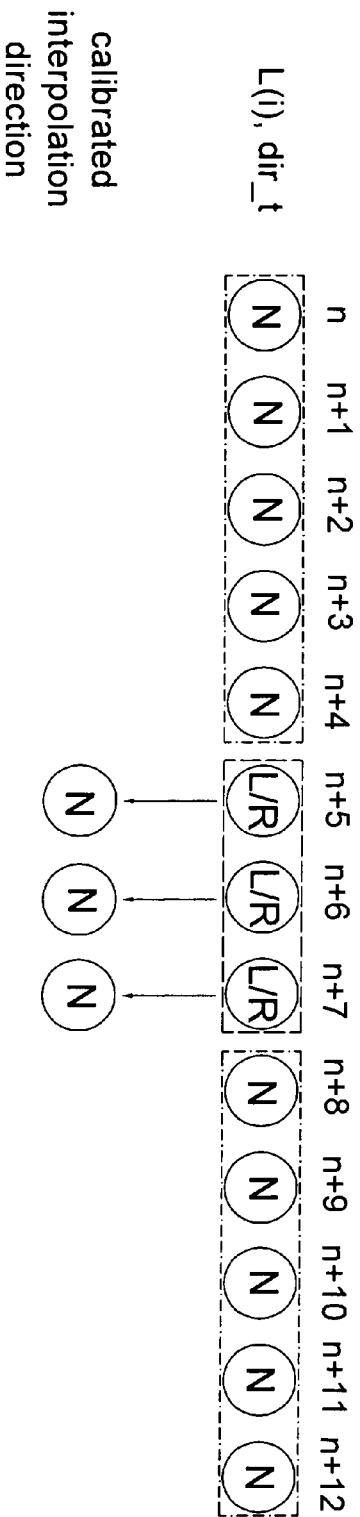 n n+1 n+2 n+3 n+4 n+5 n+6 n+7 n+8 n+9 n+10 n+11 n+12
L(i), dir_t N N N N N L/R L/R L/R N N N N N
calibrated
interpolation
direction
N N N